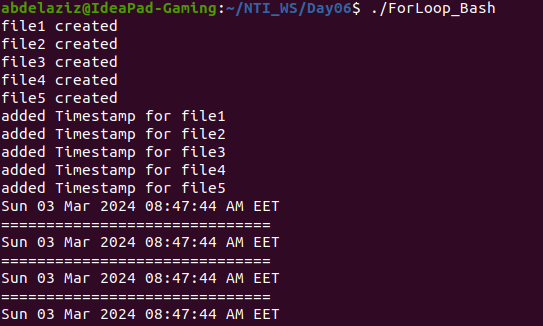 abdelaziz@IdeaPad-Gaming:~/NTI_WS/Day06$ ./ForLoop_Bash
file1 created
file2 created
file3 created
file4 created
file5 created
added Timestamp for file1
added Timestamp for file2
added Timestamp for file3
added Timestamp for file4
added Timestamp for file5
Sun 03 Mar 2024 08:47:44 AM EET
==============================
Sun 03 Mar 2024 08:47:44 AM EET
==============================
Sun 03 Mar 2024 08:47:44 AM EET
==============================
Sun 03 Mar 2024 08:47:44 AM EET